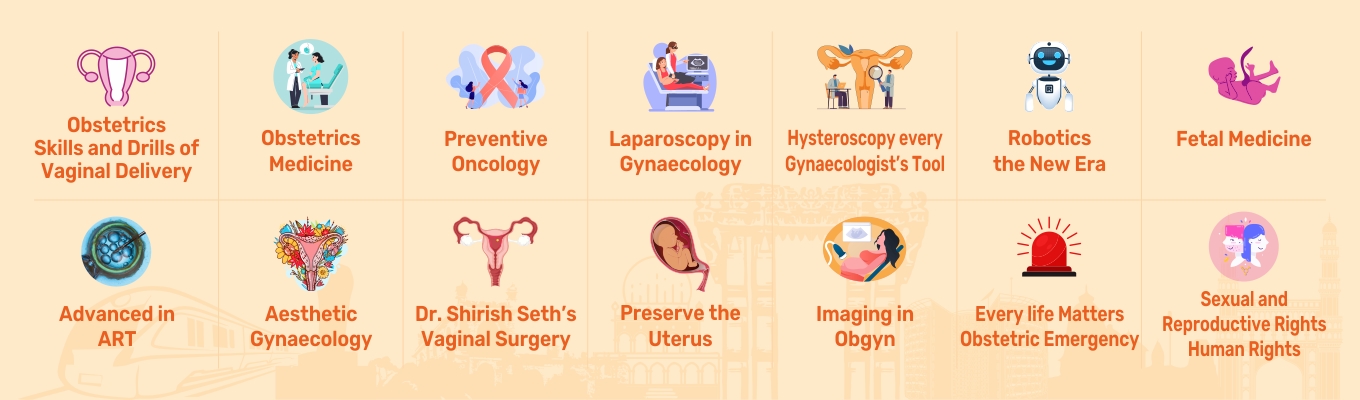 Obstetrics
Skills and Drills of
Vaginal Delivery
Obstetrics
Medicine
Preventive
Oncology
Laparoscopy in
Gynaecology
Hysteroscopy every
Gynaecologist's Tool
Robotics
the New Era
Fetal Medicine
Advanced in
ART
Aesthetic
Gynaecology
Dr. Shirish Seth's
Vaginal Surgery
Preserve the
Uterus
Imaging in
Obgyn
Every life Matters
Obstetric Emergency
Sexual and
Reproductive Rights
Human Rights